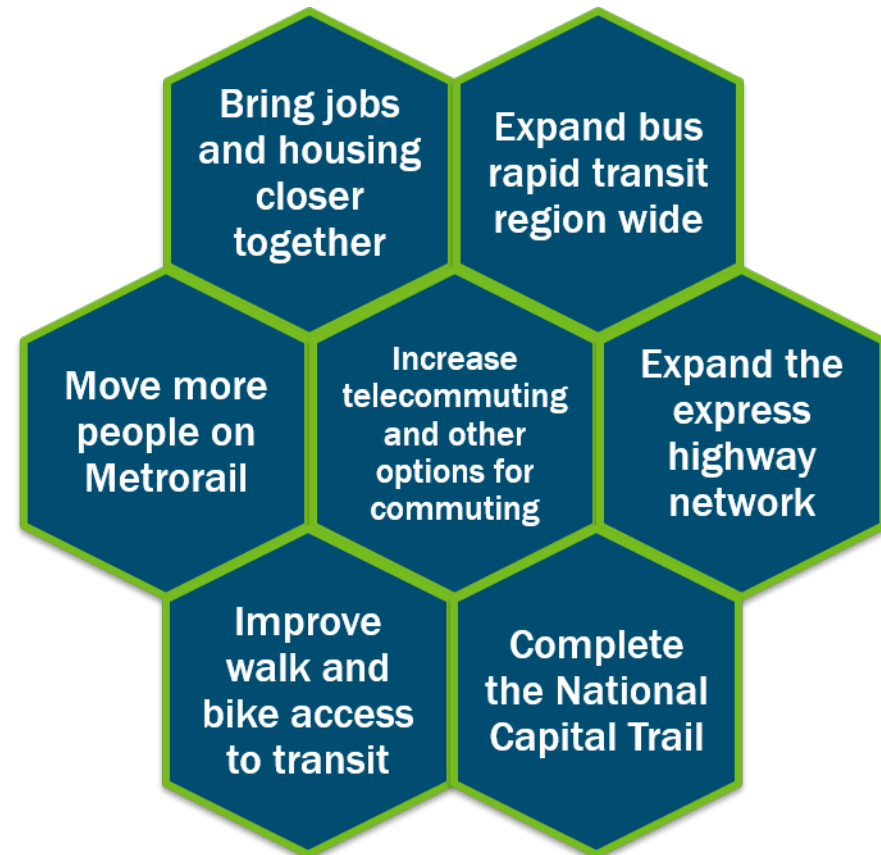 Bring jobs
and housing
closer
together
Expand bus
rapid transit
region wide
Move more
people on
Metrorail
Increase
telecommuting
and other
options for
commuting
Expand the
express
highway
network
Improve
walk and
bike access
to transit
Complete
the National
Capital Trail